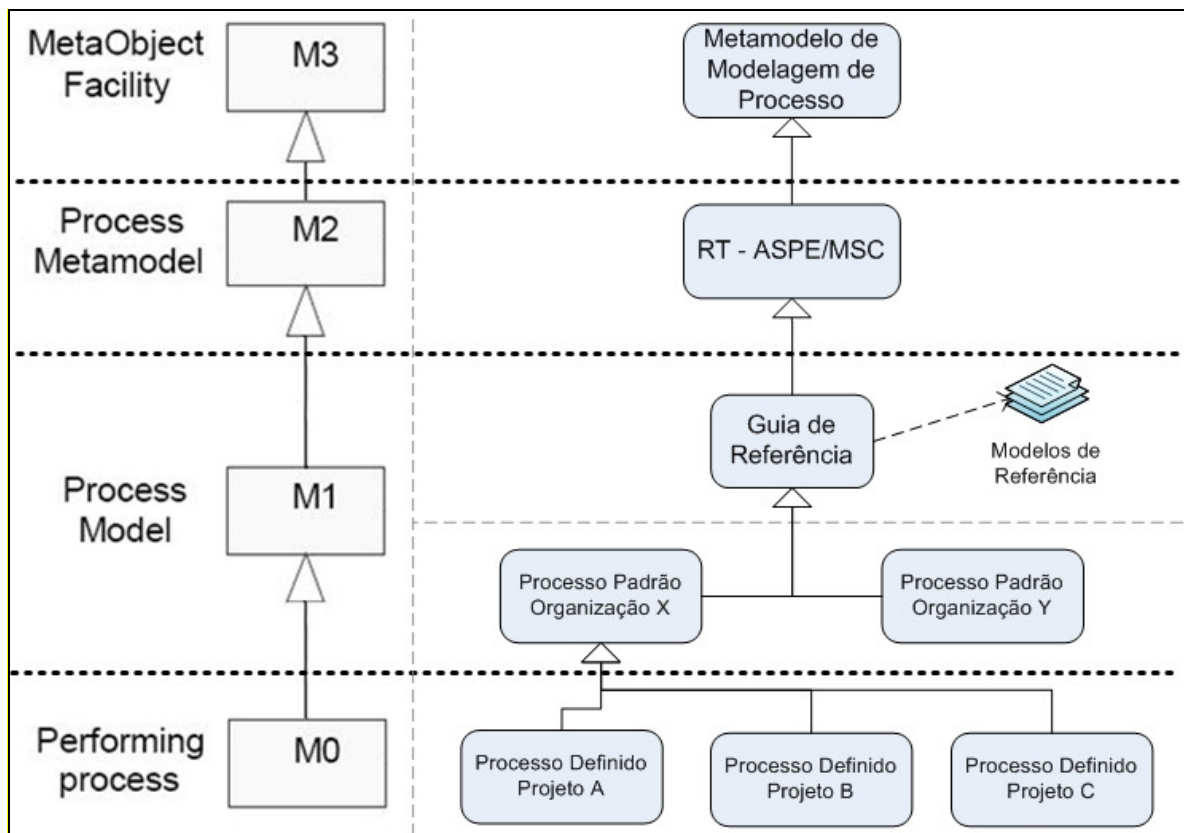 MetaObject
Facility
M3
Metamodelo de
Modelagem de
Processo
Process
Metamodel
M2
RT - ASPE/MSC
Process
Model
M1
Guia de
Referência
Modelos de
Referência
Processo Padrão
Organização X
Processo Padrão
Organização Y
Performing
process
M0
Processo Definido
Projeto A
Processo Definido
Projeto B
Processo Definido
Projeto C